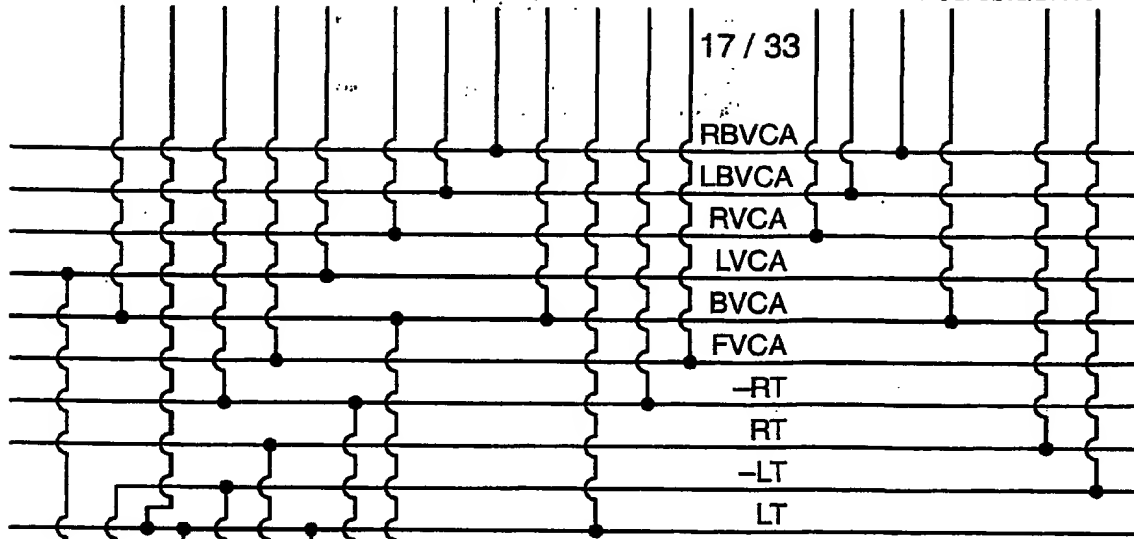 17 / 33
RBVCA
LBVCA
RVCA
LVCA
BVCA
FVCA
–RT
RT
–LT
LT